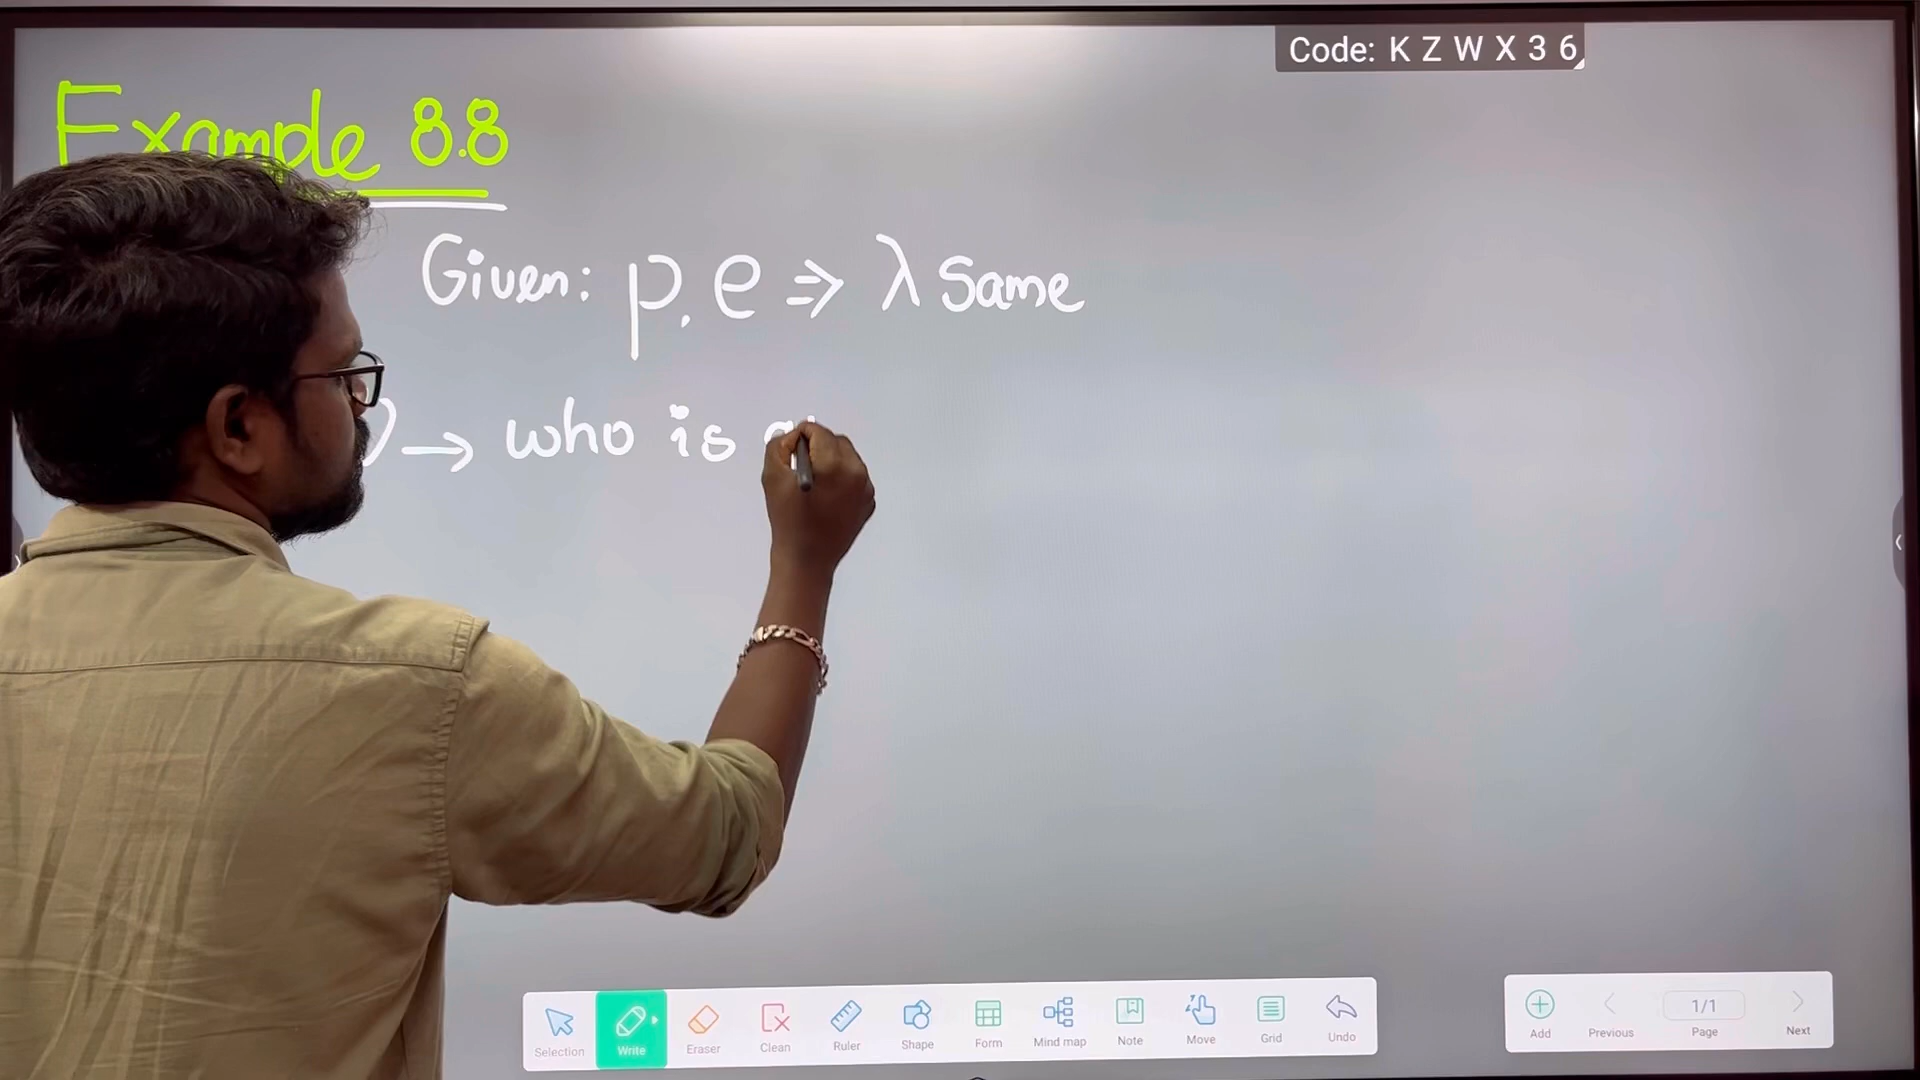 Code: K Z W X 3 6
Example 8.8
Given: p, e ⇒ λ Same
→ who is
Selection
Write
Eraser
Clean
Ruler
Shape
Form
Mind map
Note
Move
Grid
Undo
Add
Previous
1/1
Page
Next